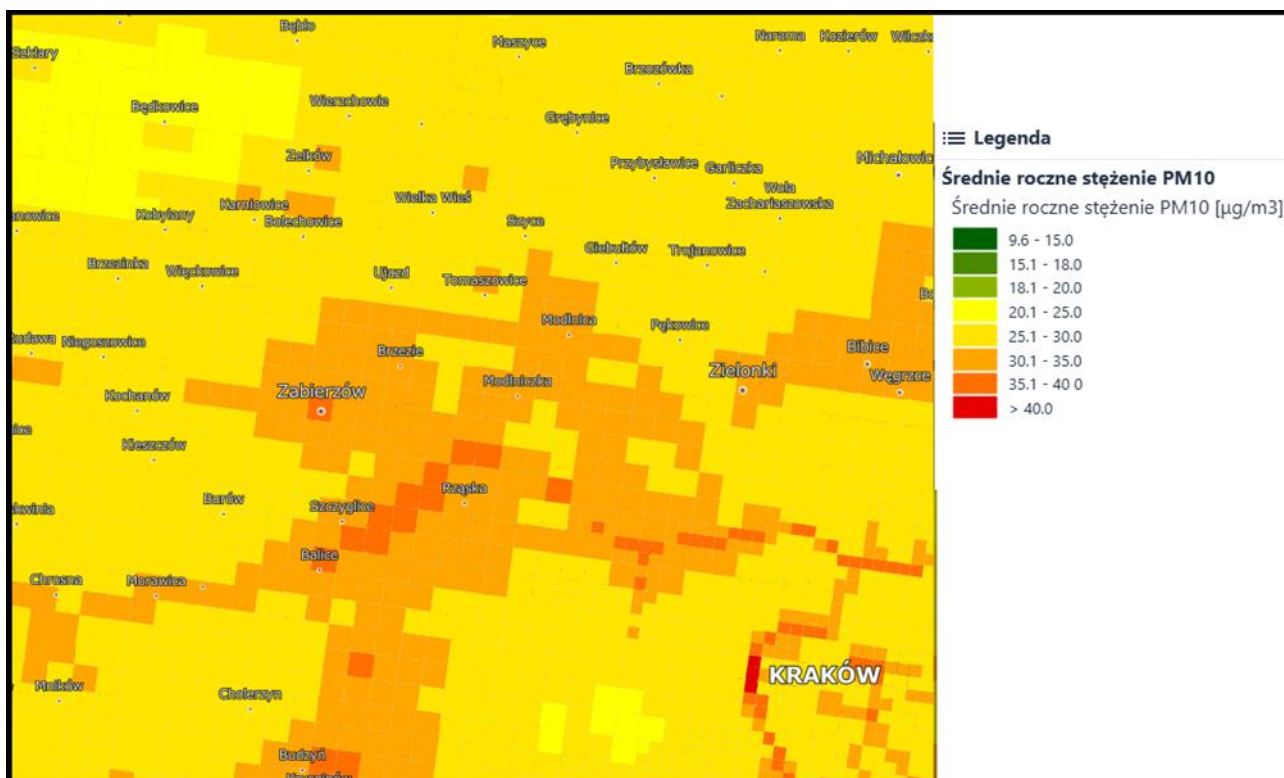 Bębło
Szklary
Maszyce
Narama
Kozierów
Brzozówka
Będkowice
Wierzchowie
Grębynice
Zelków
Przybysławice
Garliczka
Michałowic
Wola
Zachariaszowska
Kobylany
Karniowice
Bolechowice
Wielka Wieś
Szyce
Giebułtów
Trojanowice
Brzezinka
Więckowice
Ujazd
Tomaszowice
Modlnica
Pękowice
Niegoszowice
Brzezie
Bibice
Zielonki
Węgrzce
Kochanów
Zabierzów
Modlniczka
Kleszczów
Rząska
Burów
Szczyglice
Balice
Chrosna
Morawica
KRAKÓW
Mników
Cholerzyn
Budzyń
Legenda
Średnie roczne stężenie PM10
Średnie roczne stężenie PM10 [µg/m3]
9.6 - 15.0
15.1 - 18.0
18.1 - 20.0
20.1 - 25.0
25.1 - 30.0
30.1 - 35.0
35.1 - 40 0
> 40.0